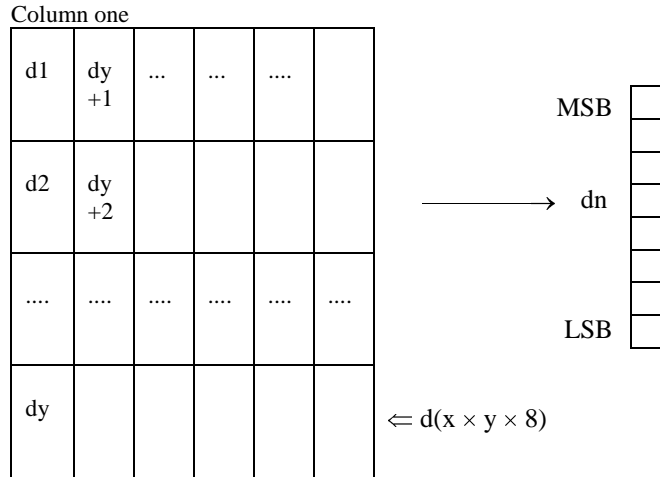 Column one
d1 dy ... ... ....
+1
MSB
d2 dy
+2
dn
.... .... .... .... .... ....
LSB
dy
⇐ d(x × y × 8)